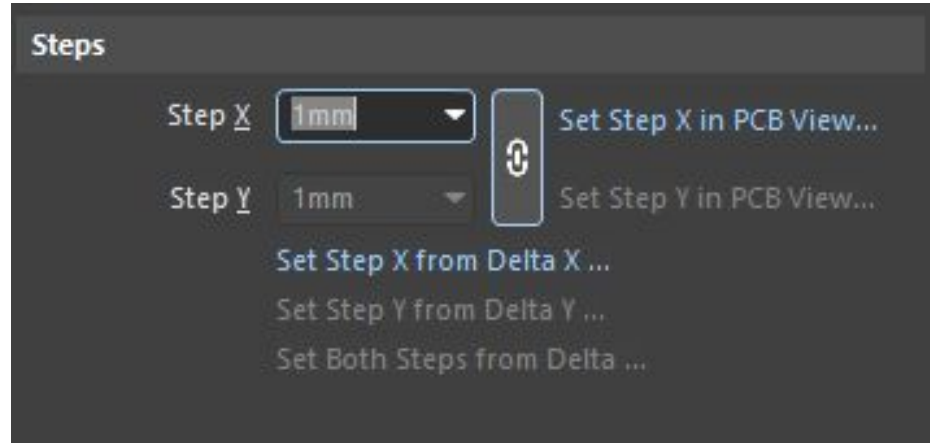 Steps
Step X 1mm Set Step X in PCB View...
Step Y 1mm Set Step Y in PCB View...
Set Step X from Delta X ...
Set Step Y from Delta Y ...
Set Both Steps from Delta ...